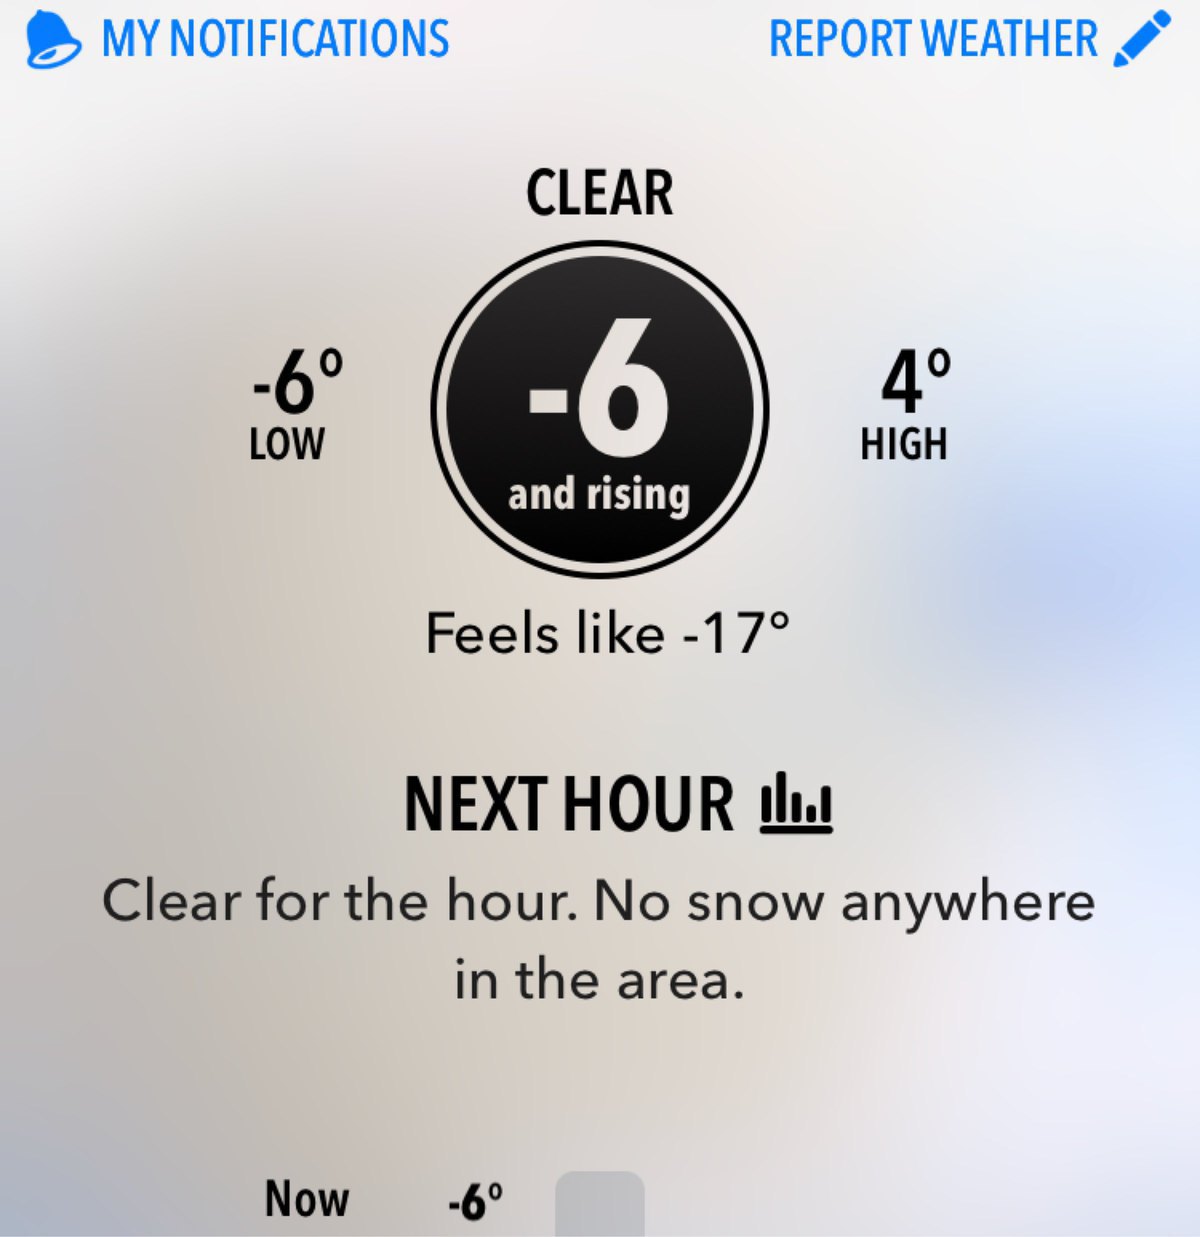 MY NOTIFICATIONS
REPORT WEATHER
CLEAR
-6°
LOW
-6
and rising
4°
HIGH
Feels like -17°
NEXT HOUR
Clear for the hour. No snow anywhere
in the area.
Now -6°